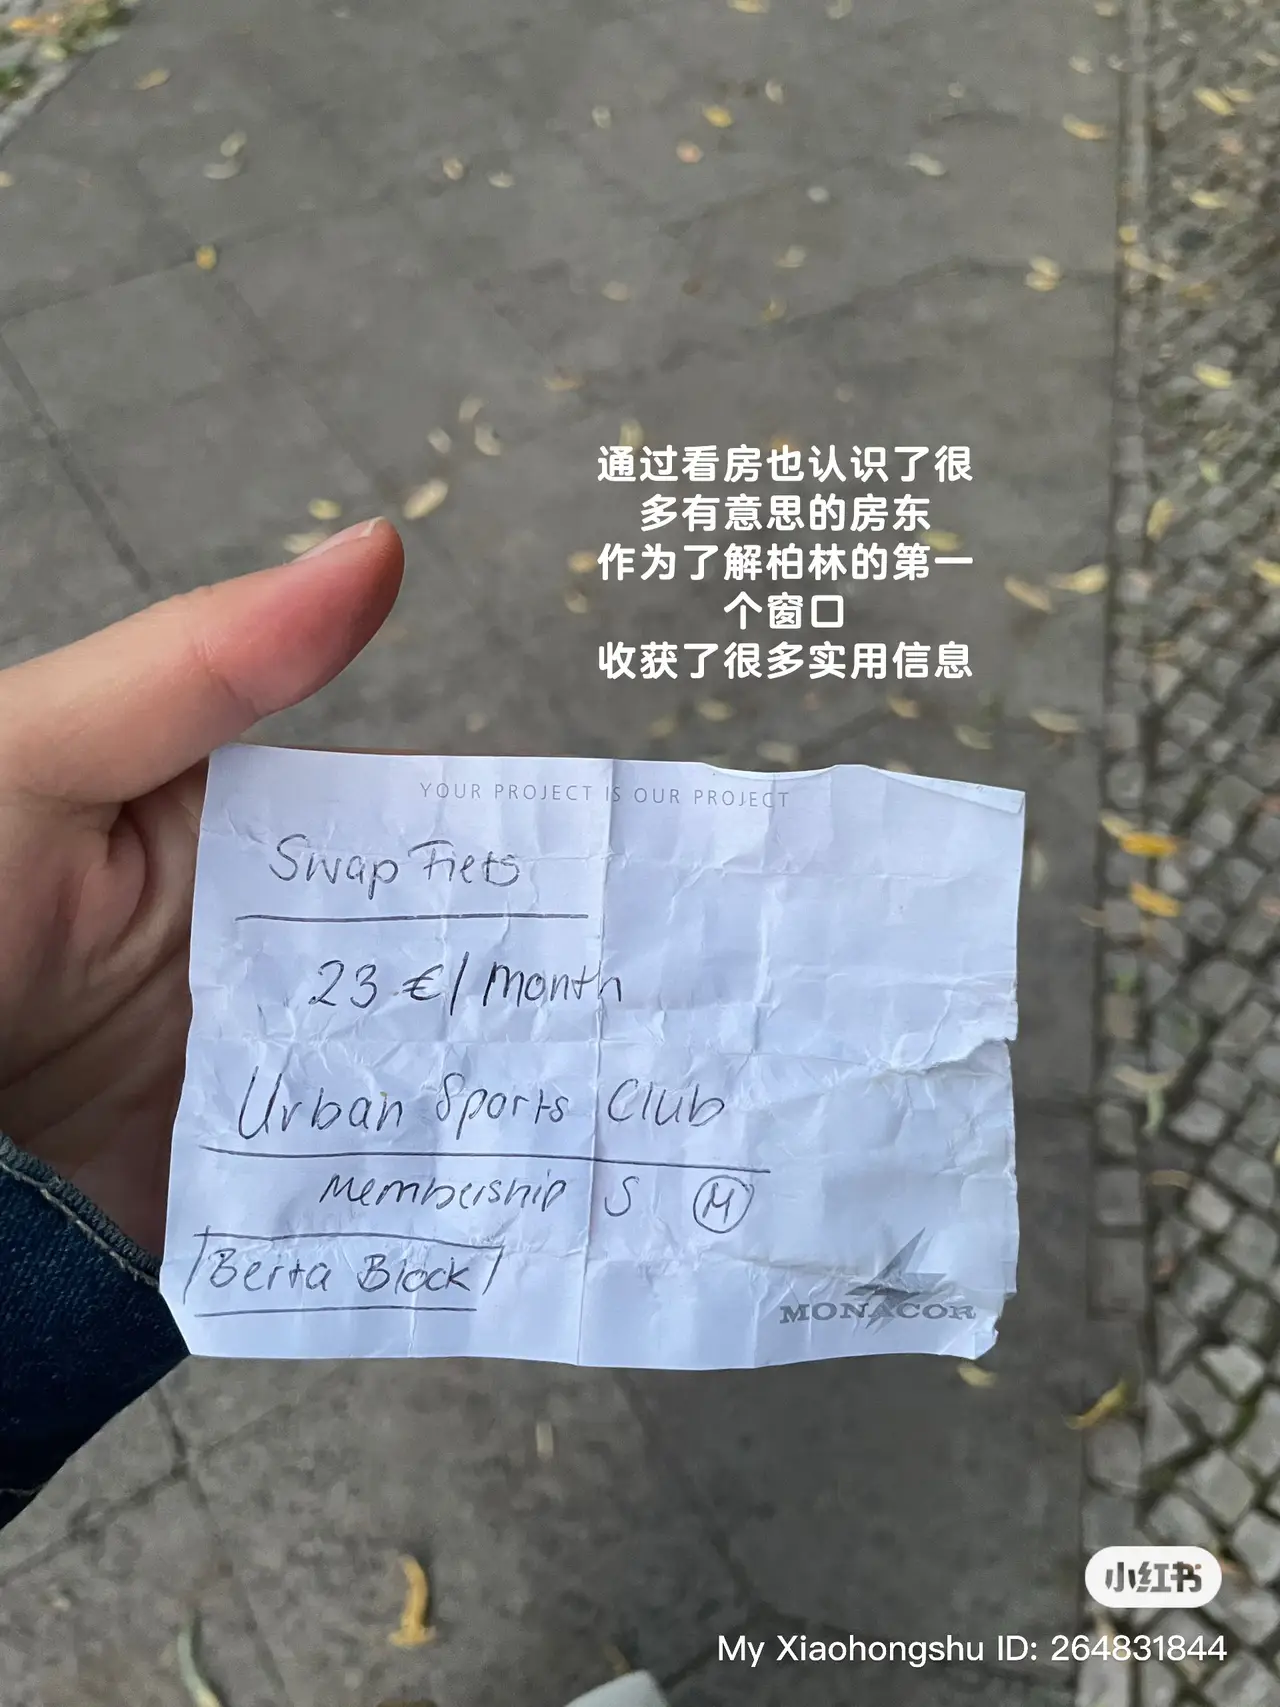 通过看房也认识了很
多有意思的房东
作为了解柏林的第一
个窗口
收获了很多实用信息
YOUR PROJECT IS OUR PROJECT
Swap Fiets
23 €/Month
Urban Sports Club
Membership S M
Berta Block
MONACOR
小红书
My Xiaohongshu ID: 264831844